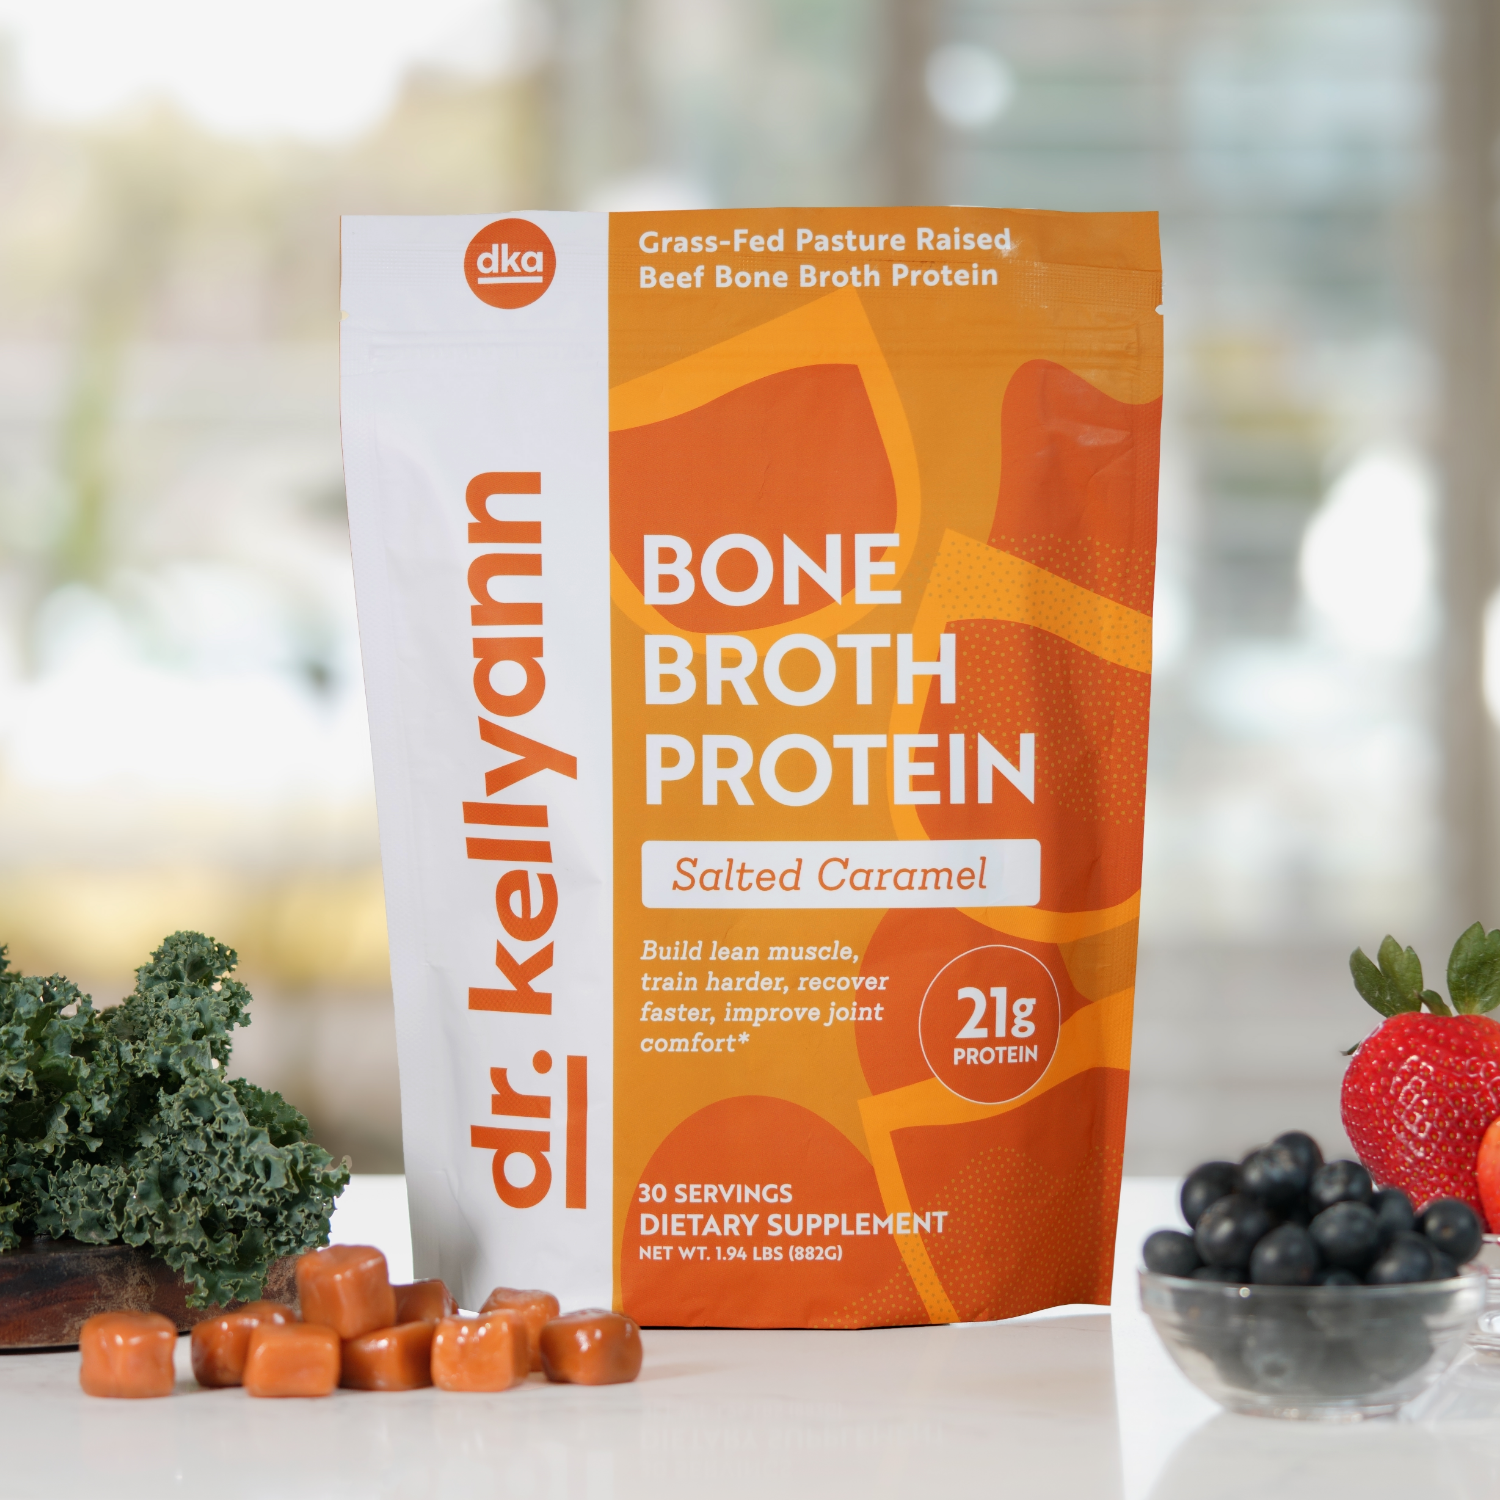 dka
dr. kellyann
Grass-Fed Pasture Raised
Beef Bone Broth Protein
BONE
BROTH
PROTEIN
Salted Caramel
Build lean muscle,
train harder, recover
faster, improve joint
comfort*
21g
PROTEIN
30 SERVINGS
DIETARY SUPPLEMENT
NET WT. 1.94 LBS (882G)